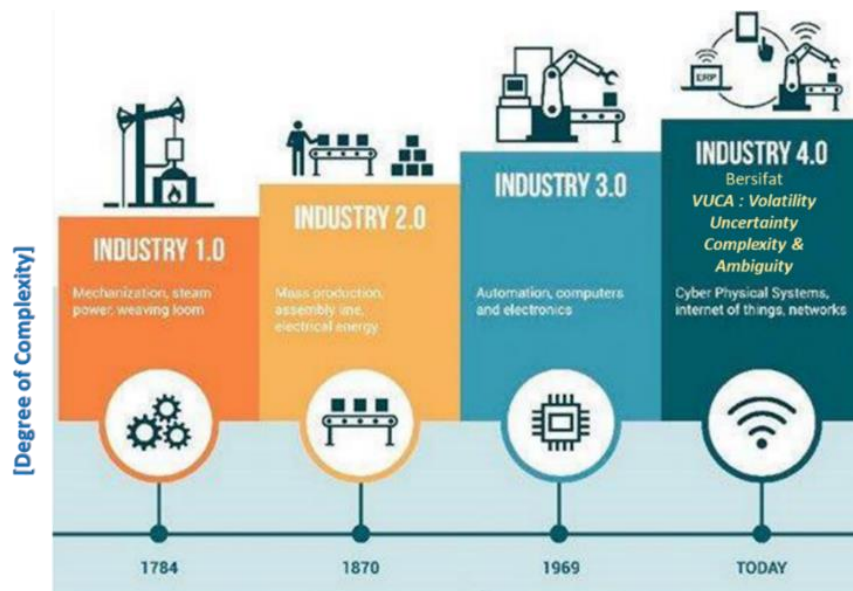 [Degree of Complexity]
INDUSTRY 1.0
Mechanization, steam
power, weaving loom
1784
INDUSTRY 2.0
Mass production,
assembly line,
electrical energy
1870
INDUSTRY 3.0
Automation, computers
and electronics
1969
ERP
INDUSTRY 4.0
Bersifat
VUCA : Volatility
Uncertainty
Complexity &
Ambiguity
Cyber Physical Systems,
internet of things, networks
TODAY